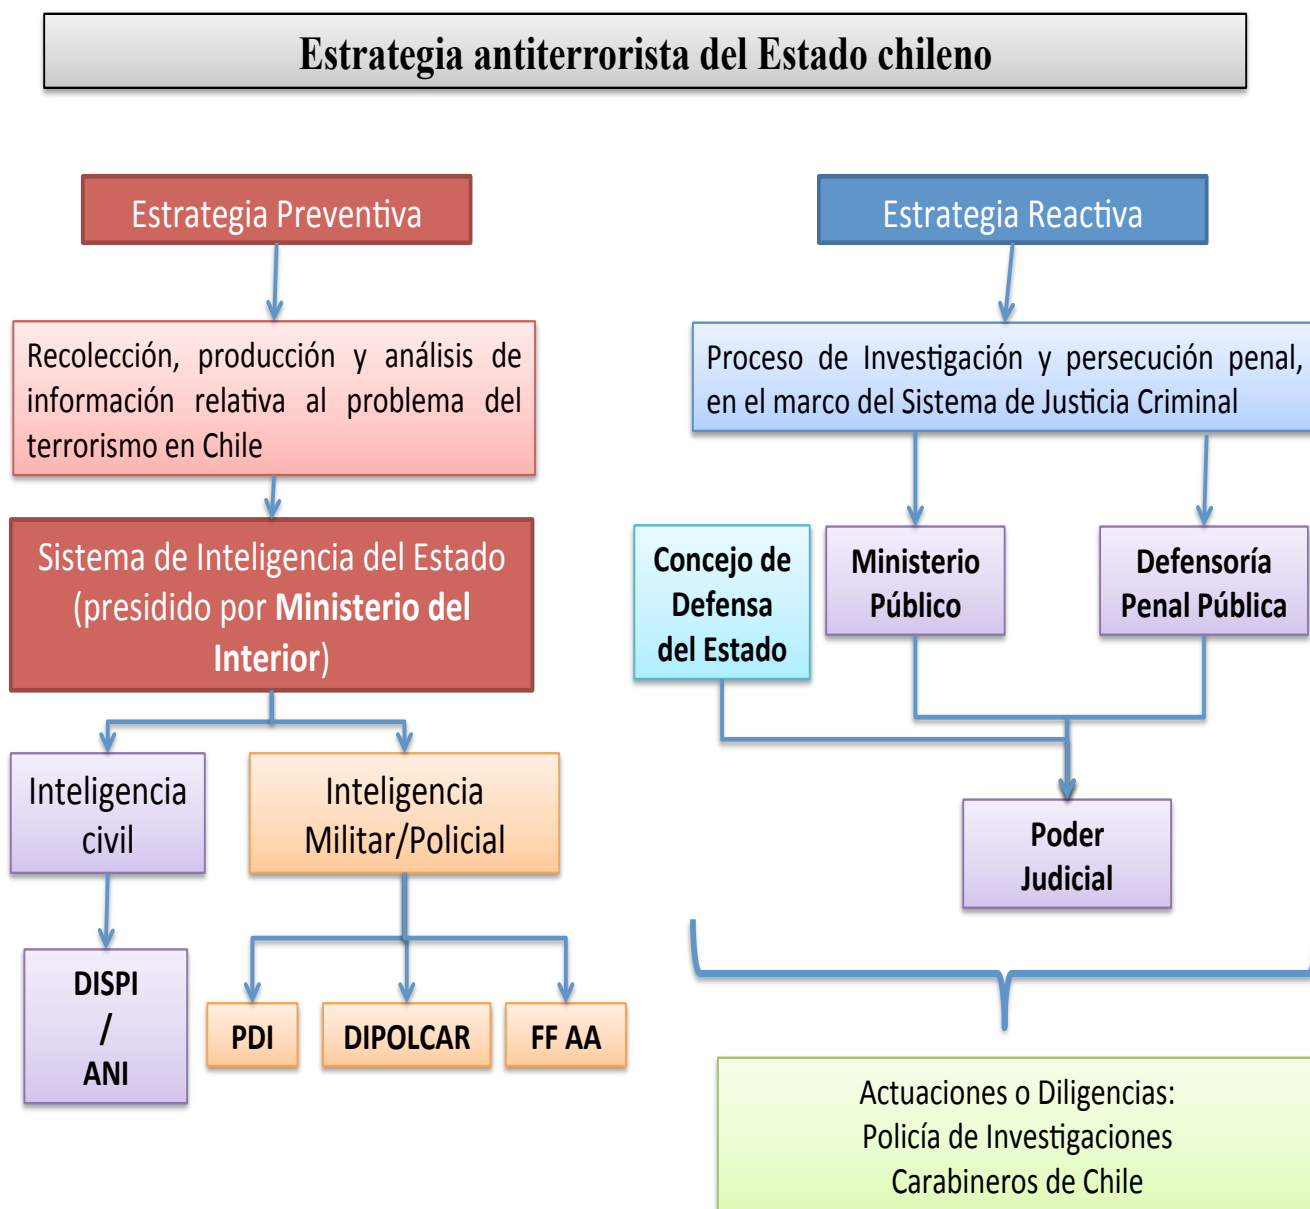 Estrategia antiterrorista del Estado chileno
Estrategia Preventiva
Recolección, producción y análisis de
información relativa al problema del
terrorismo en Chile
Sistema de Inteligencia del Estado
(presidido por Ministerio del
Interior)
Inteligencia
civil
Inteligencia
Militar/Policial
DISPI
/
ANI
PDI
DIPOLCAR
FF AA
Estrategia Reactiva
Proceso de Investigación y persecución penal,
en el marco del Sistema de Justicia Criminal
Concejo de
Defensa
del Estado
Ministerio
Público
Defensoría
Penal Pública
Poder
Judicial
Actuaciones o Diligencias:
Policía de Investigaciones
Carabineros de Chile